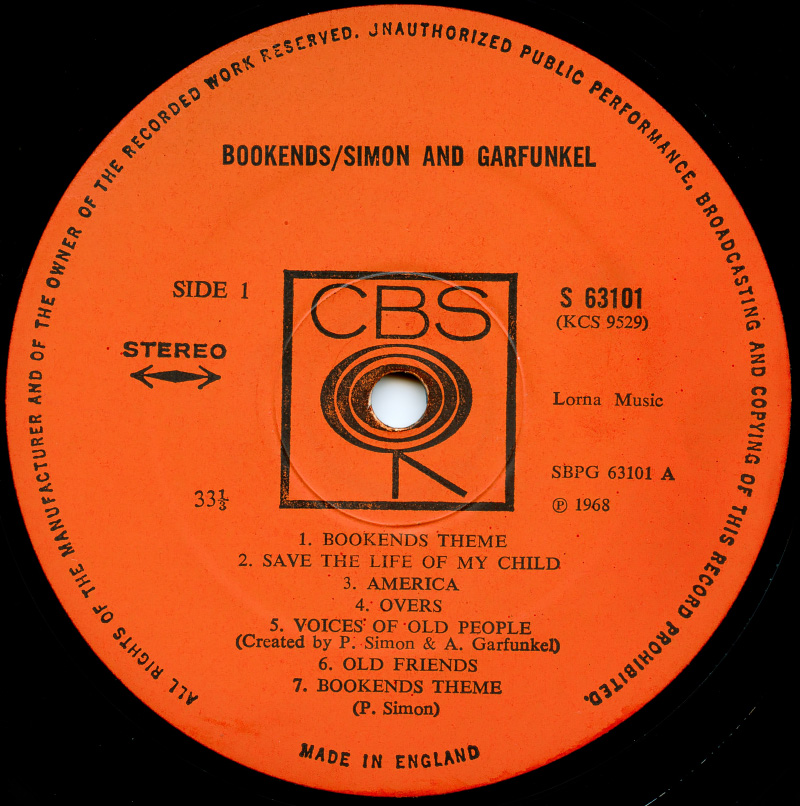 ALL RIGHTS OF THE MANUFACTURER AND OF THE OWNER OF THE RECORDED WORK RESERVED. UNAUTHORIZED PUBLIC PERFORMANCE, BROADCASTING AND COPYING OF THIS RECORD PROHIBITED.
BOOKENDS/SIMON AND GARFUNKEL
SIDE 1
CBS
S 63101
(KCS 9529)
STEREO
Lorna Music
33⅓
SBPG 63101 A
℗ 1968
1. BOOKENDS THEME
2. SAVE THE LIFE OF MY CHILD
3. AMERICA
4. OVERS
5. VOICES OF OLD PEOPLE
(Created by P. Simon & A. Garfunkel)
6. OLD FRIENDS
7. BOOKENDS THEME
(P. Simon)
MADE IN ENGLAND